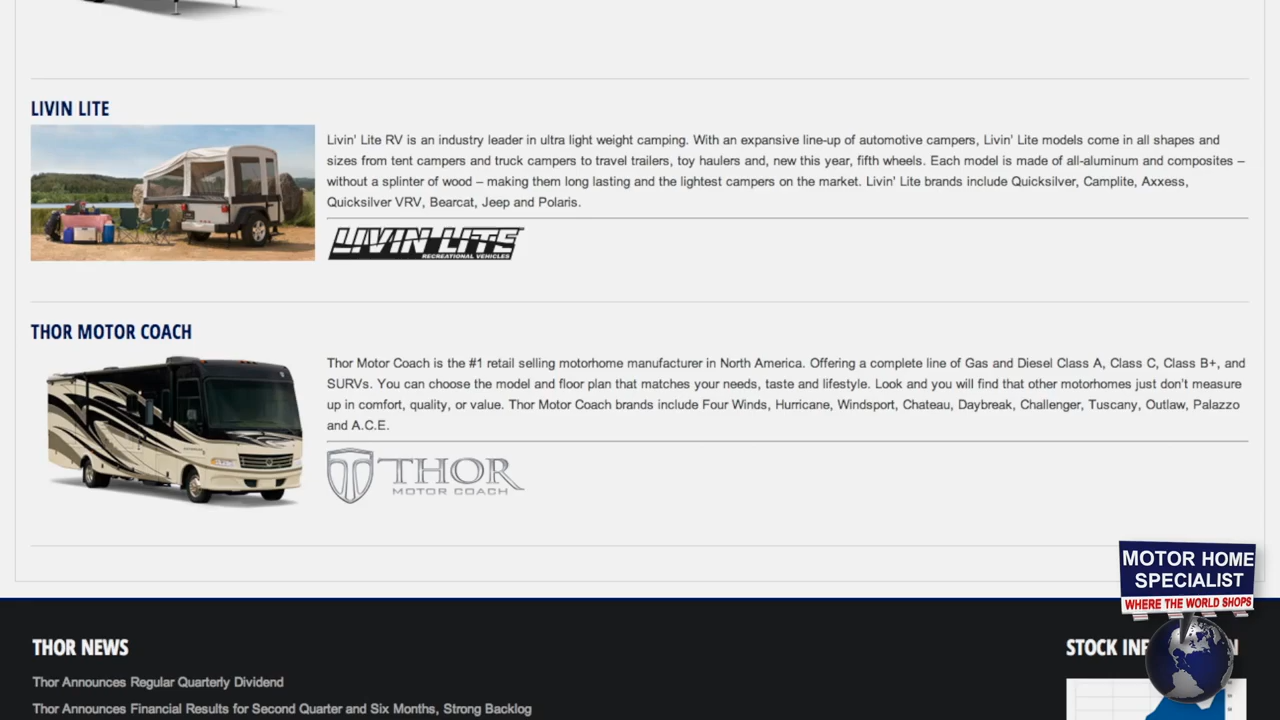 LIVIN LITE
Livin' Lite RV is an industry leader in ultra light weight camping. With an expansive line-up of automotive campers, Livin' Lite models come in all shapes and
sizes from tent campers and truck campers to travel trailers, toy haulers and, new this year, fifth wheels. Each model is made of all-aluminum and composites –
without a splinter of wood – making them long lasting and the lightest campers on the market. Livin' Lite brands include Quicksilver, Camplite, Axxess,
Quicksilver VRV, Bearcat, Jeep and Polaris.
LIVIN LITE
RECREATIONAL VEHICLES
THOR MOTOR COACH
Thor Motor Coach is the #1 retail selling motorhome manufacturer in North America. Offering a complete line of Gas and Diesel Class A, Class C, Class B+, and
SURVs. You can choose the model and floor plan that matches your needs, taste and lifestyle. Look and you will find that other motorhomes just don't measure
up in comfort, quality, or value. Thor Motor Coach brands include Four Winds, Hurricane, Windsport, Chateau, Daybreak, Challenger, Tuscany, Outlaw, Palazzo
and A.C.E.
THOR
MOTOR COACH
MOTOR HOME
SPECIALIST
WHERE THE WORLD SHOPS
THOR NEWS
Thor Announces Regular Quarterly Dividend
Thor Announces Financial Results for Second Quarter and Six Months, Strong Backlog
STOCK